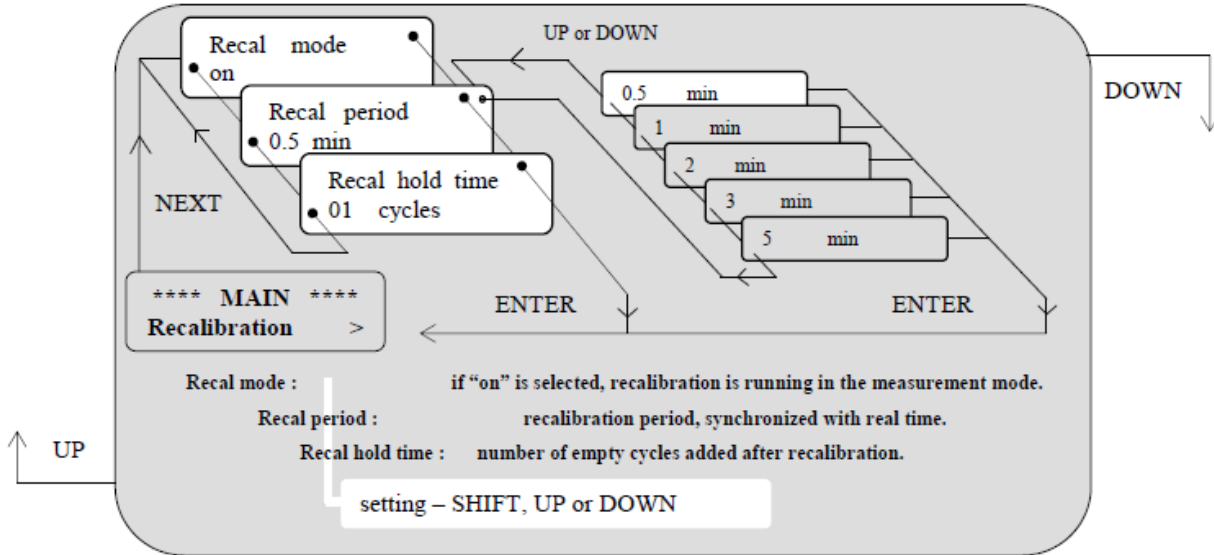 Recal mode
on
UP or DOWN
Recal period
0.5 min
Recal hold time
01 cycles
0.5 min
1 min
2 min
3 min
5 min
DOWN
NEXT
**** MAIN ****
Recalibration >
ENTER
ENTER
Recal mode : if “on” is selected, recalibration is running in the measurement mode.
Recal period : recalibration period, synchronized with real time.
Recal hold time : number of empty cycles added after recalibration.
UP
setting – SHIFT, UP or DOWN